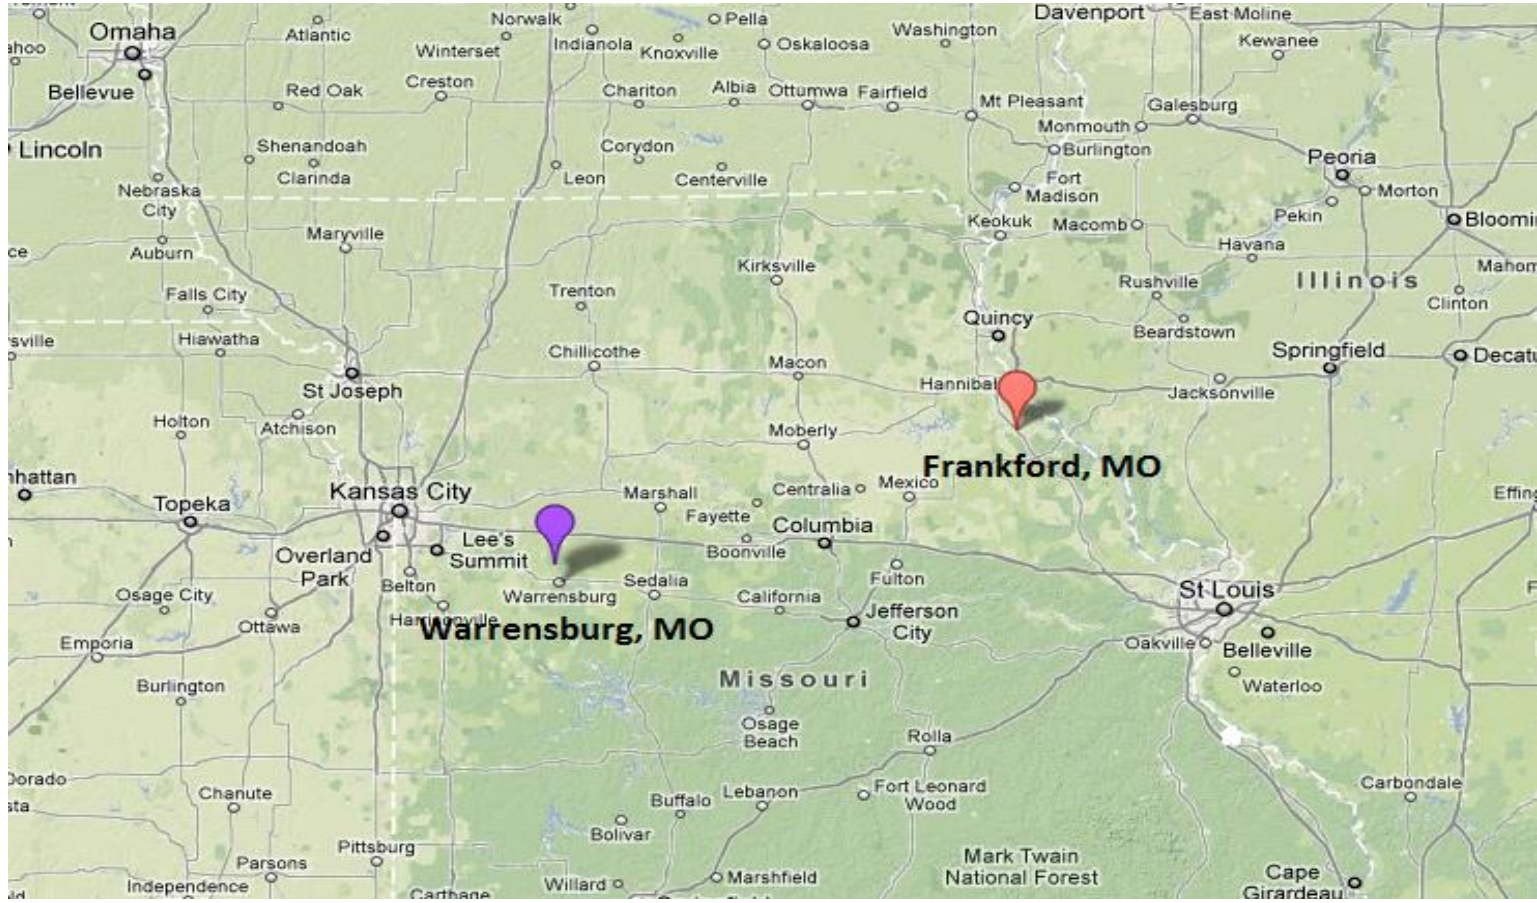 Omaha
Bellevue
Lincoln
Atlantic
Norwalk
Winterset
Indianola
Pella
Knoxville
Oskaloosa
Washington
Davenport
East Moline
Kewanee
Red Oak
Creston
Chariton
Albia
Ottumwa
Fairfield
Mt Pleasant
Galesburg
Monmouth
Burlington
Peoria
Morton
Pekin
Shenandoah
Clarinda
Corydon
Leon
Centerville
Fort
Madison
Nebraska
City
Auburn
Maryville
Keokuk
Macomb
Havana
Kirksville
Rushville
Illinois
Clinton
Falls City
Trenton
Quincy
Beardstown
Hiawatha
Chillicothe
Macon
Springfield
St Joseph
Hannibal
Jacksonville
Holton
Atchison
Moberly
Frankford, MO
Topeka
Kansas City
Marshall
Centralia
Mexico
Fayette
Columbia
Boonville
Overland
Park
Lee's
Summit
Belton
Warrensburg
Sedalia
Fulton
St Louis
Osage City
Ottawa
Harrisonville
Warrensburg, MO
California
Jefferson
City
Oakville
Belleville
Waterloo
Emporia
Burlington
Missouri
Osage
Beach
Rolla
Chanute
Buffalo
Lebanon
Fort Leonard
Wood
Carbondale
Bolivar
Pittsburg
Parsons
Independence
Willard
Marshfield
Mark Twain
National Forest
Cape
Girardeau
Carthage